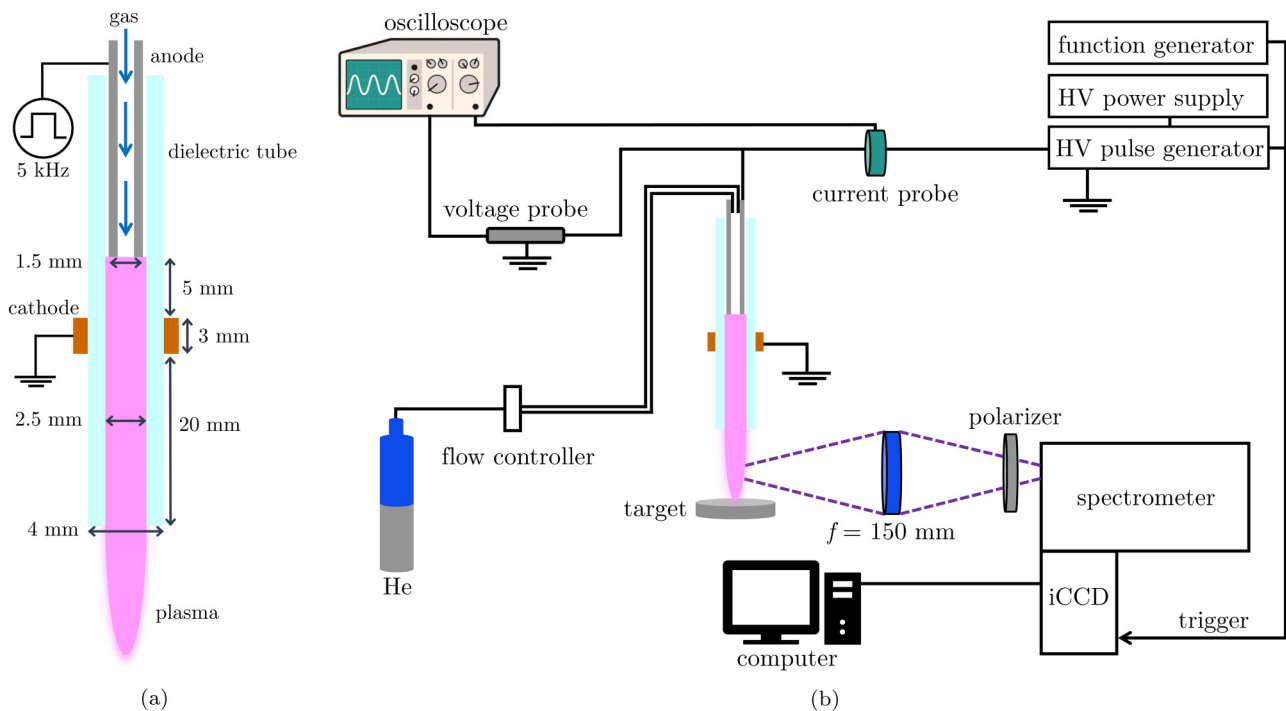 gas
anode
5 kHz
dielectric tube
1.5 mm
5 mm
cathode
3 mm
2.5 mm
20 mm
4 mm
plasma
(a)
oscilloscope
function generator
HV power supply
HV pulse generator
current probe
voltage probe
flow controller
He
target
f = 150 mm
polarizer
spectrometer
iCCD
trigger
computer
(b)